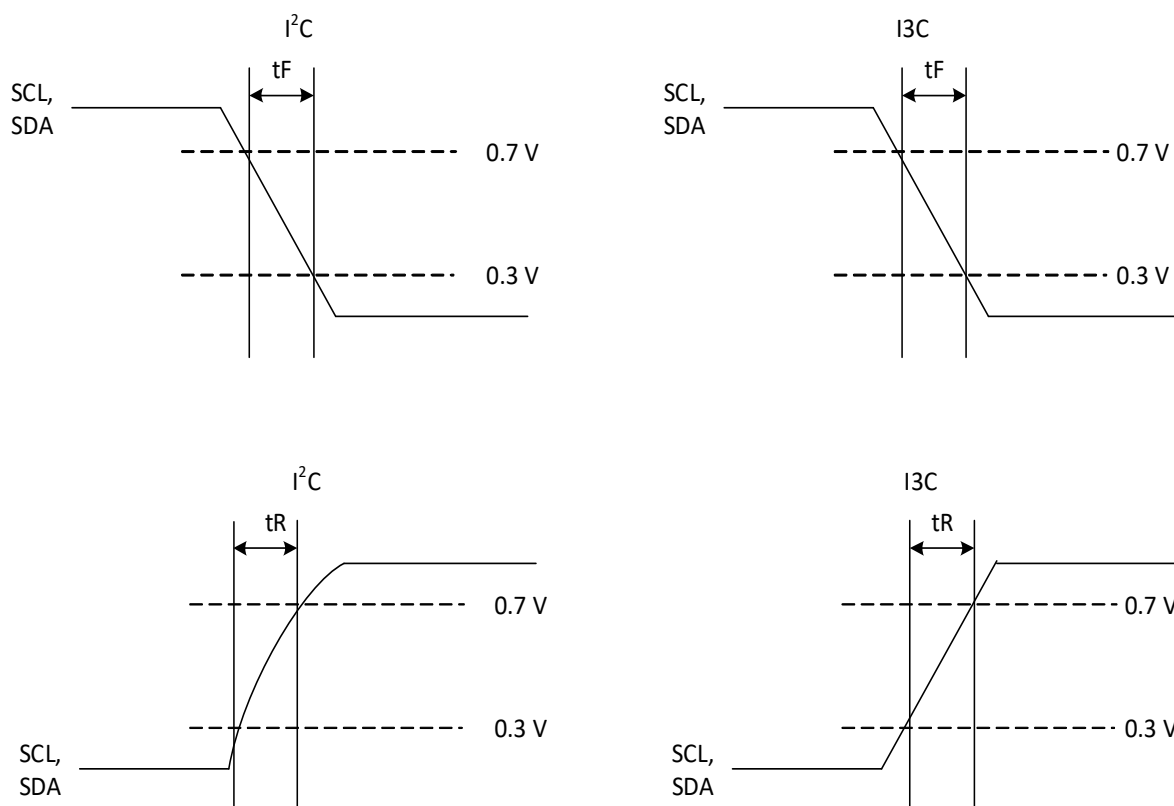 I²C
tF
SCL,
SDA
0.7 V
0.3 V
I3C
tF
SCL,
SDA
0.7 V
0.3 V
I²C
tR
0.7 V
0.3 V
SCL,
SDA
I3C
tR
0.7 V
0.3 V
SCL,
SDA